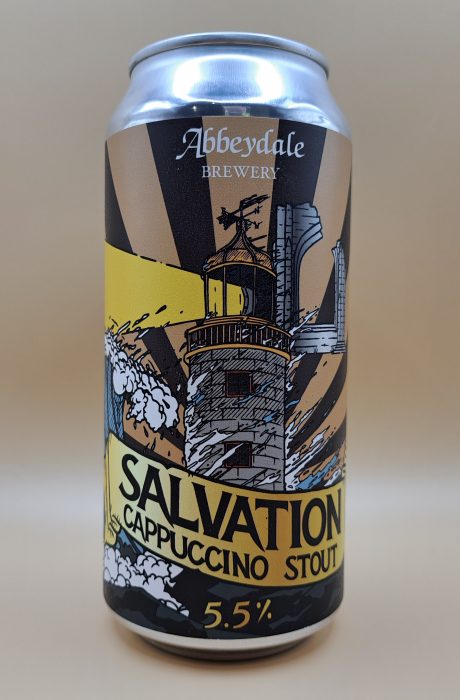 Abbeydale
BREWERY
SALVATION
CAPPUCCINO STOUT
5.5%